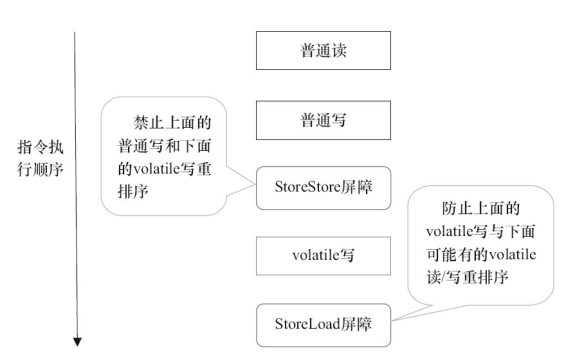 普通读
普通写
禁止上面的
普通写和下面
的volatile写重
排序
指令执
行顺序
StoreStore屏障
防止上面的
volatile写与下面
可能有的volatile
读/写重排序
volatile写
StoreLoad屏障